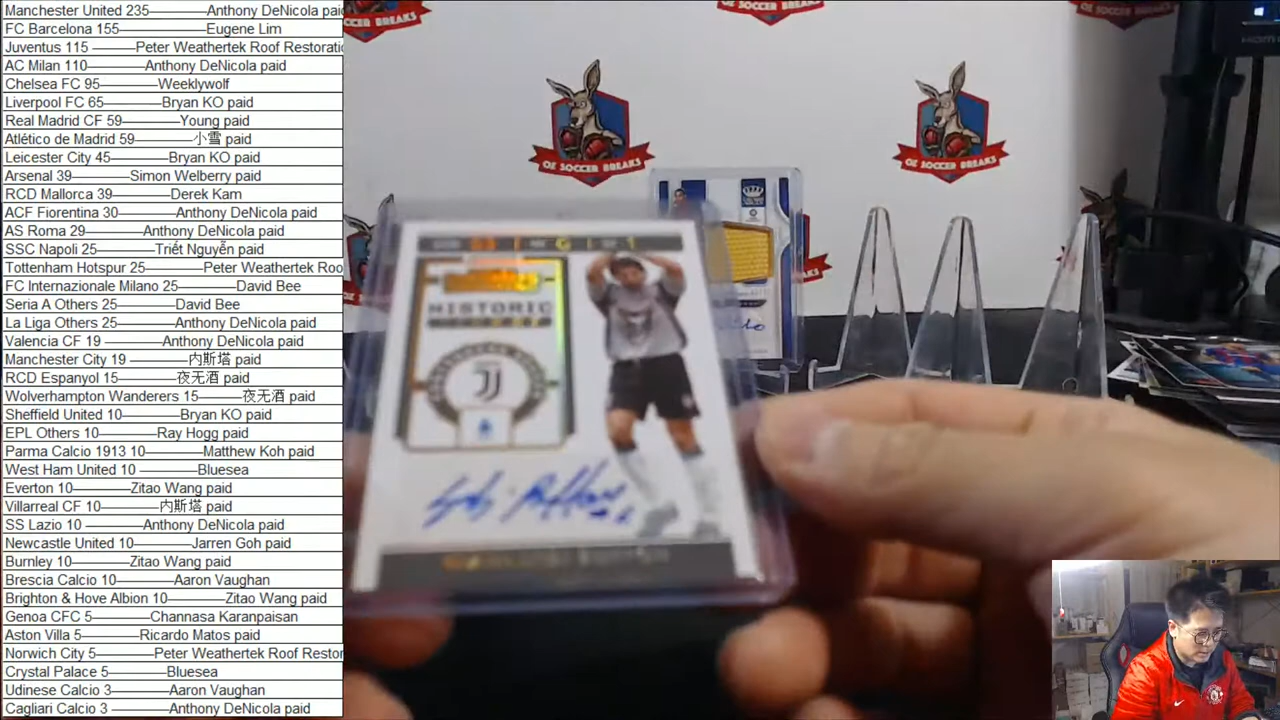 Manchester United 235———Anthony DeNicola paid
FC Barcelona 155————Eugene Lim
Juventus 115 ———Peter Weathertek Roof Restoratio
AC Milan 110———Anthony DeNicola paid
Chelsea FC 95————Weeklywolf
Liverpool FC 65————Bryan KO paid
Real Madrid CF 59————Young paid
Atlético de Madrid 59————小雪 paid
Leicester City 45————Bryan KO paid
Arsenal 39————Simon Welberry paid
RCD Mallorca 39————Derek Kam
ACF Fiorentina 30————Anthony DeNicola paid
AS Roma 29————Anthony DeNicola paid
SSC Napoli 25————Triết Nguyễn paid
Tottenham Hotspur 25————Peter Weathertek Roo
FC Internazionale Milano 25————David Bee
Seria A Others 25————David Bee
La Liga Others 25————Anthony DeNicola paid
Valencia CF 19 ————Anthony DeNicola paid
Manchester City 19 ————内斯塔 paid
RCD Espanyol 15————夜无酒 paid
Wolverhampton Wanderers 15————夜无酒 paid
Sheffield United 10————Bryan KO paid
EPL Others 10————Ray Hogg paid
Parma Calcio 1913 10————Matthew Koh paid
West Ham United 10 ————Bluesea
Everton 10————Zitao Wang paid
Villarreal CF 10————内斯塔 paid
SS Lazio 10 ————Anthony DeNicola paid
Newcastle United 10————Jarren Goh paid
Burnley 10————Zitao Wang paid
Brescia Calcio 10————Aaron Vaughan
Brighton & Hove Albion 10————Zitao Wang paid
Genoa CFC 5————Channasa Karanpaisan
Aston Villa 5————Ricardo Matos paid
Norwich City 5————Peter Weathertek Roof Restor
Crystal Palace 5————Bluesea
Udinese Calcio 3————Aaron Vaughan
Cagliari Calcio 3 ————Anthony DeNicola paid
OZ SOCCER BREAKS
OZ SOCCER BREAKS
HISTORIC